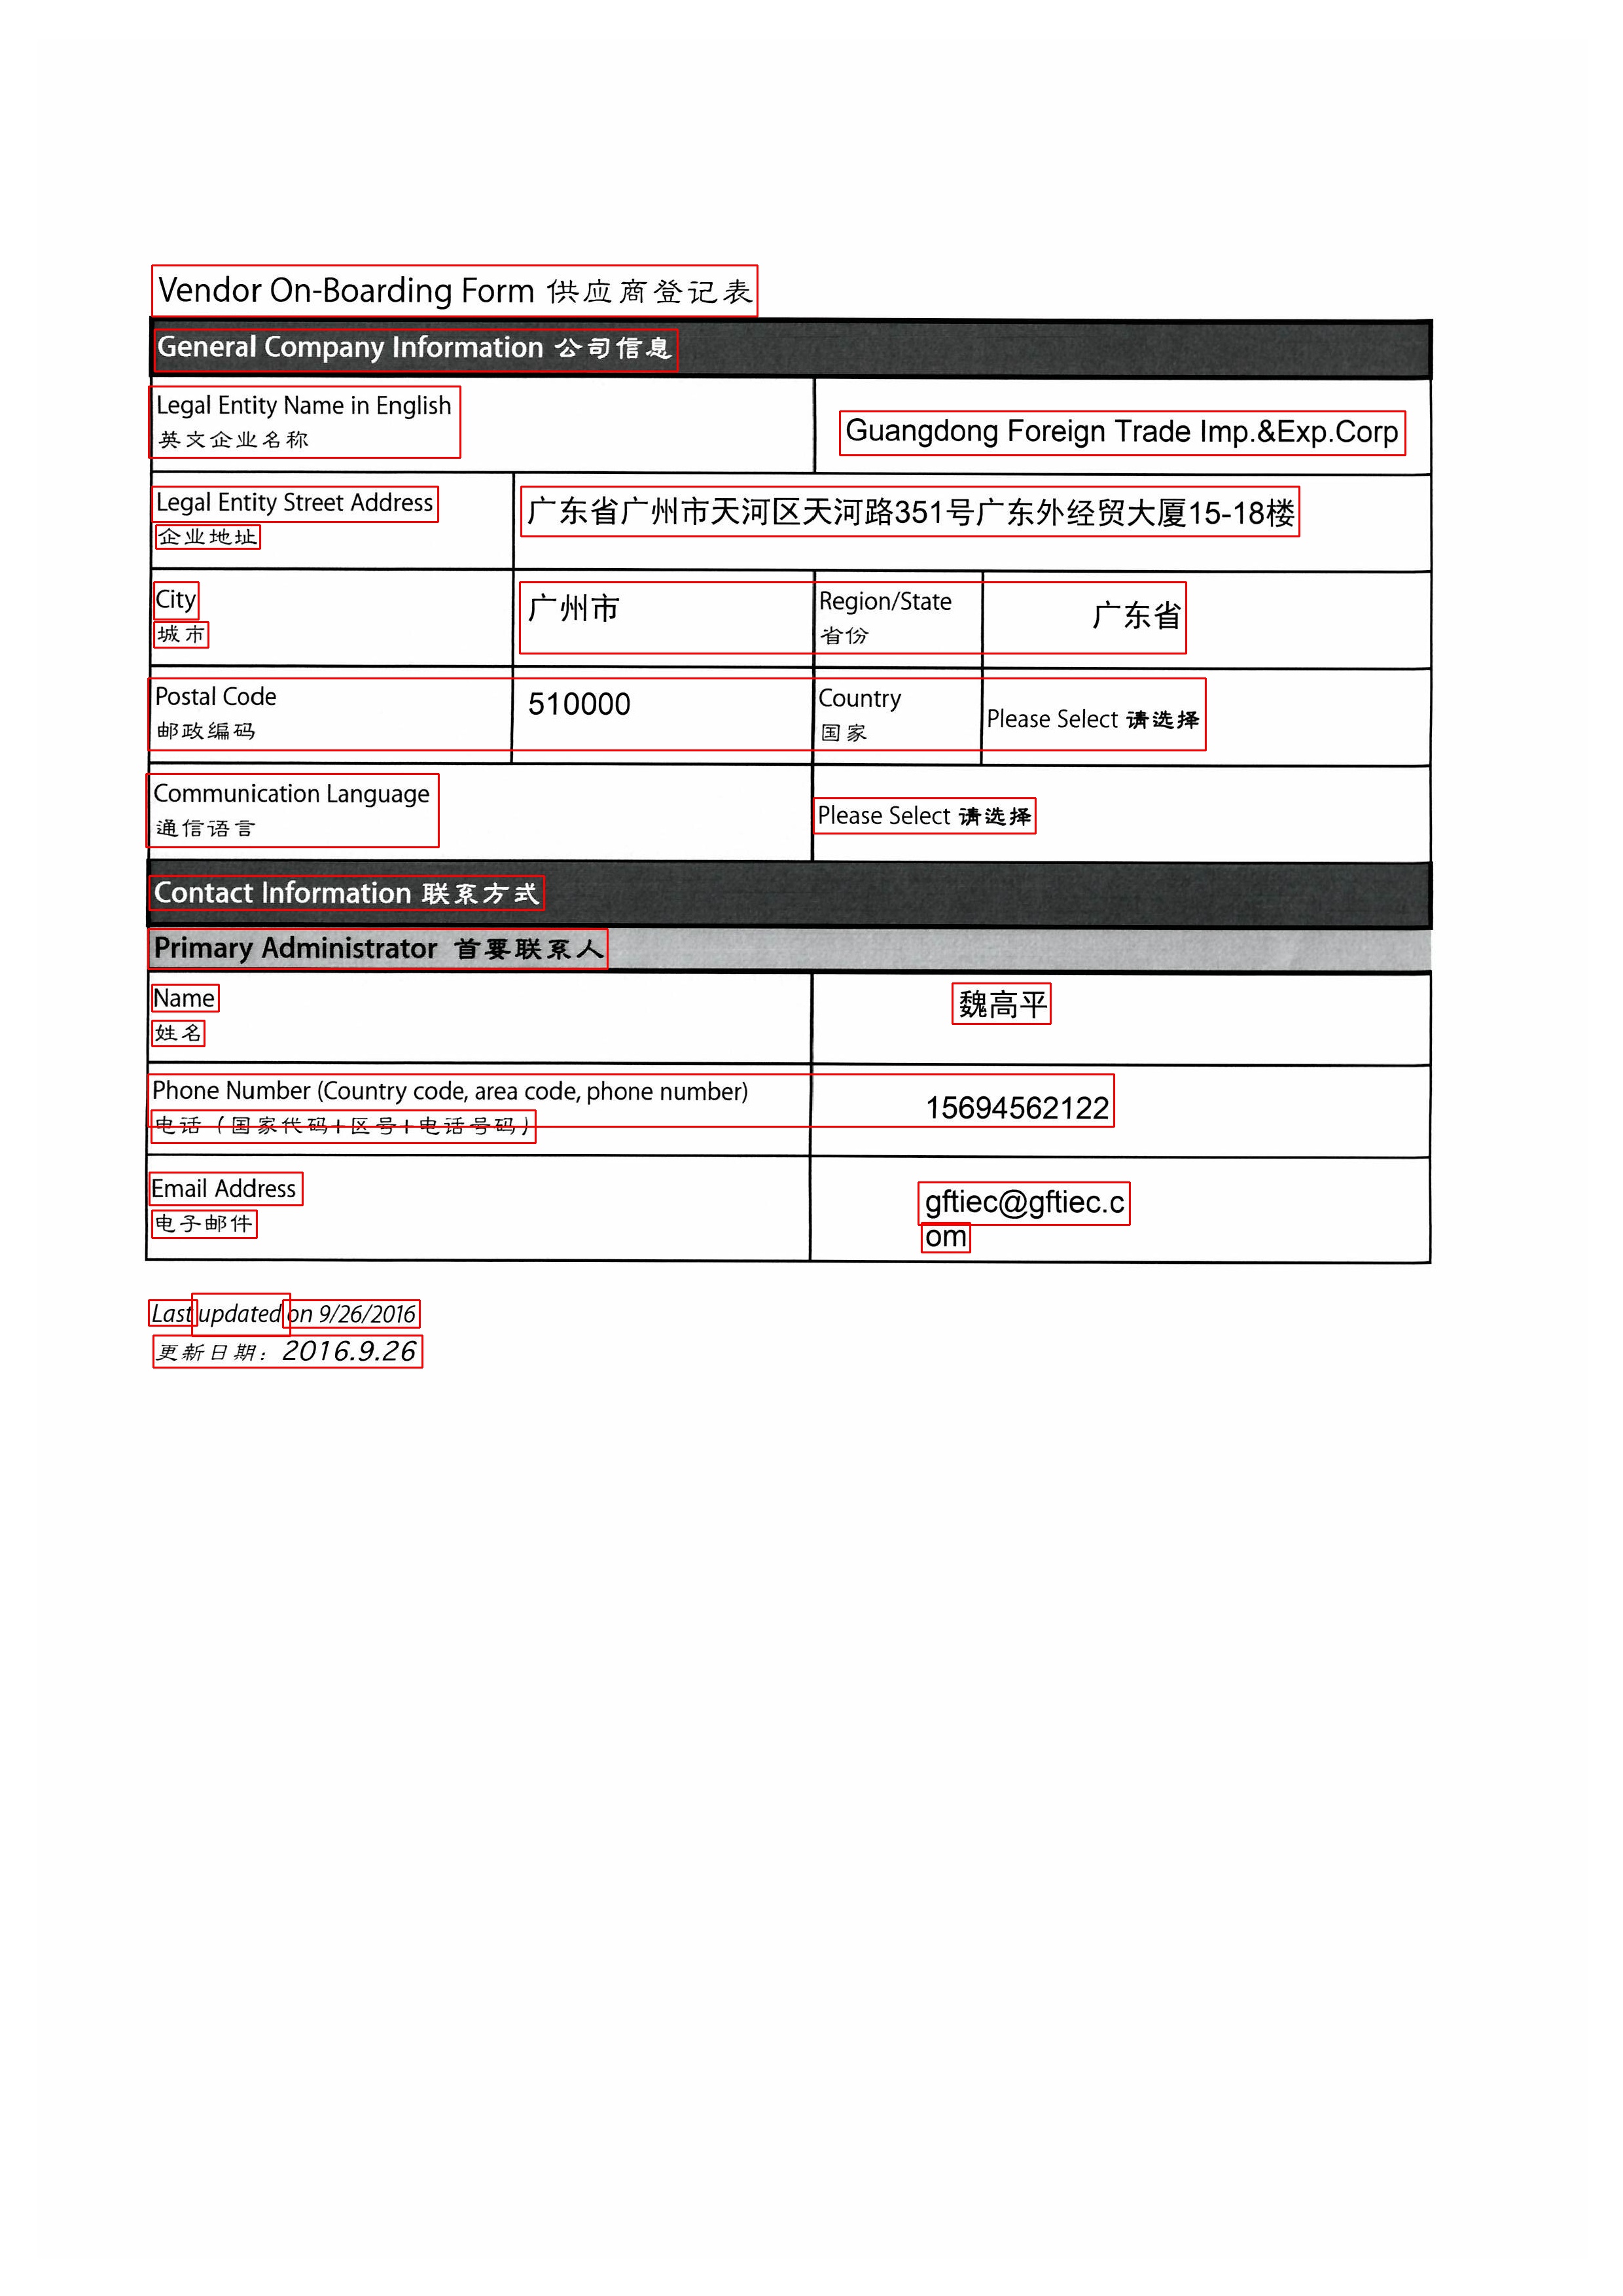 Vendor On-Boarding Form 供应商登记表
General Company Information 公司信息
Legal Entity Name in English
英文企业名称
Guangdong Foreign Trade Imp.&Exp.Corp
Legal Entity Street Address
企业地址
广东省广州市天河区天河路351号广东外经贸大厦15-18楼
City
城市
广州市
Region/State
省份
广东省
Postal Code
邮政编码
510000
Country
国家
Please Select 请选择
Communication Language
通信语言
Please Select 请选择
Contact Information 联系方式
Primary Administrator 首要联系人
Name
姓名
魏高平
Phone Number (Country code, area code, phone number)
电话（国家代码+区号+电话号码）
15694562122
Email Address
电子邮件
gftiec@gftiec.c
om
Last updated on 9/26/2016
更新日期：2016.9.26